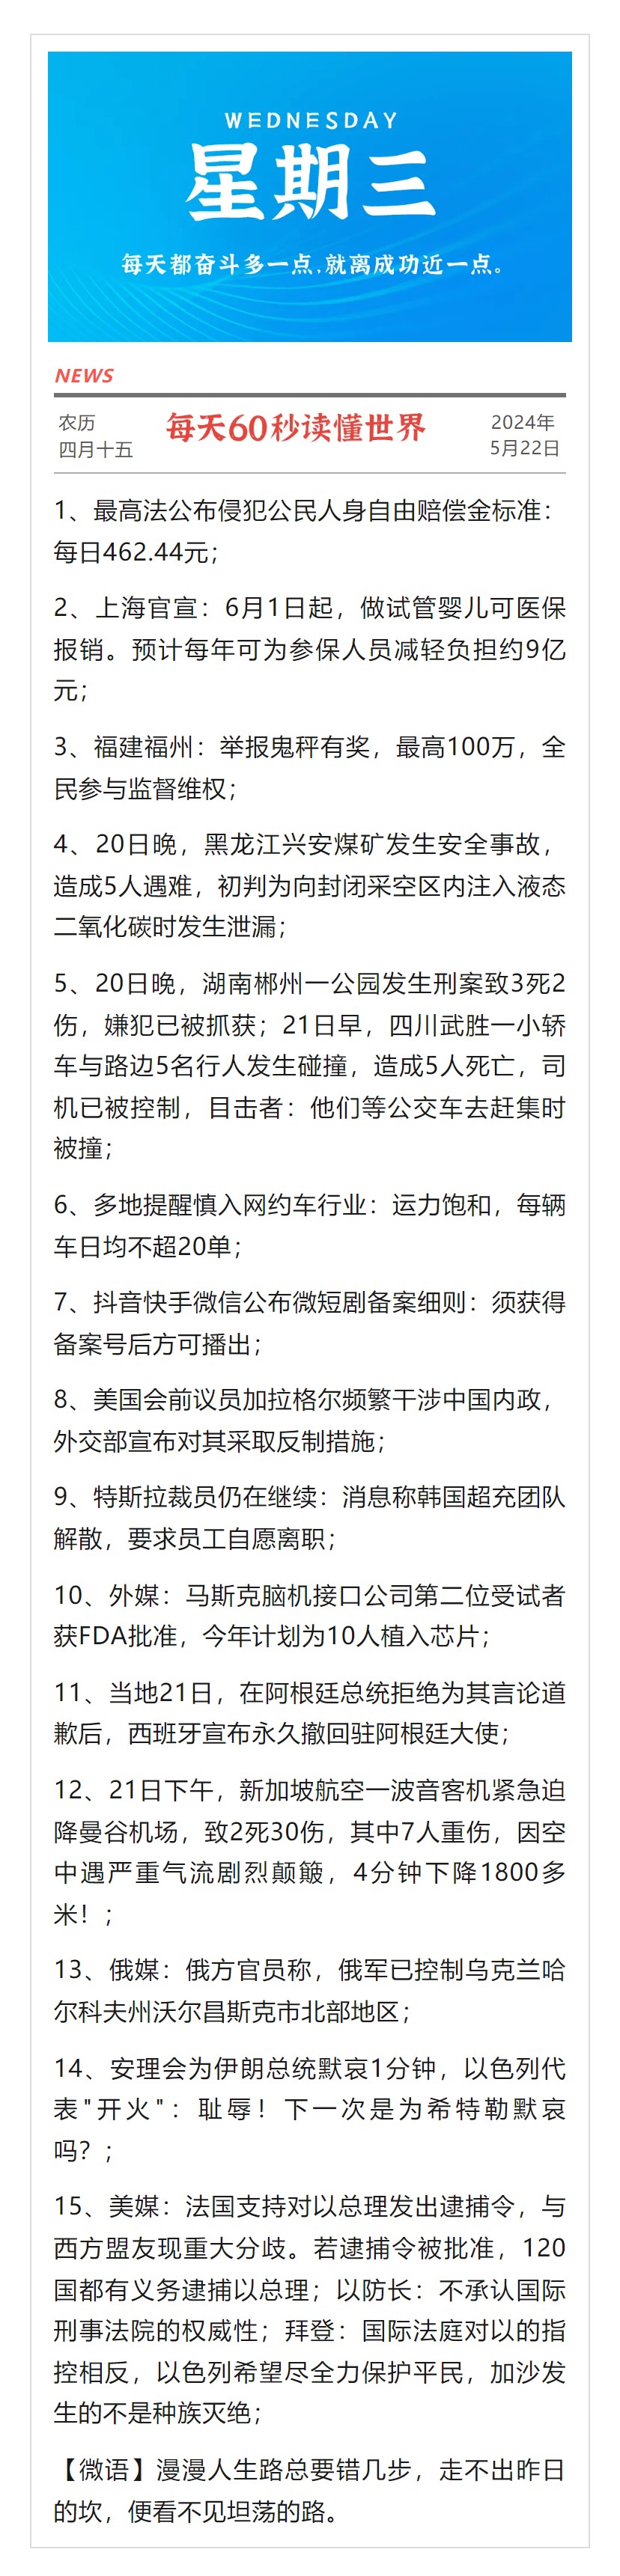 WEDNESDAY
星期三
每天都奋斗多一点,就离成功近一点。
NEWS
农历
四月十五
每天60秒读懂世界
2024年
5月22日
1、最高法公布侵犯公民人身自由赔偿金标准：
每日462.44元；
2、上海官宣：6月1日起，做试管婴儿可医保
报销。预计每年可为参保人员减轻负担约9亿
元；
3、福建福州：举报鬼秤有奖，最高100万，全
民参与监督维权；
4、20日晚，黑龙江兴安煤矿发生安全事故，
造成5人遇难，初判为向封闭采空区内注入液态
二氧化碳时发生泄漏；
5、20日晚，湖南郴州一公园发生刑案致3死2
伤，嫌犯已被抓获；21日早，四川武胜一小轿
车与路边5名行人发生碰撞，造成5人死亡，司
机已被控制，目击者：他们等公交车去赶集时
被撞；
6、多地提醒慎入网约车行业：运力饱和，每辆
车日均不超20单；
7、抖音快手微信公布微短剧备案细则：须获得
备案号后方可播出；
8、美国会前议员加拉格尔频繁干涉中国内政，
外交部宣布对其采取反制措施；
9、特斯拉裁员仍在继续：消息称韩国超充团队
解散，要求员工自愿离职；
10、外媒：马斯克脑机接口公司第二位受试者
获FDA批准，今年计划为10人植入芯片；
11、当地21日，在阿根廷总统拒绝为其言论道
歉后，西班牙宣布永久撤回驻阿根廷大使；
12、21日下午，新加坡航空一波音客机紧急迫
降曼谷机场，致2死30伤，其中7人重伤，因空
中遇严重气流剧烈颠簸，4分钟下降1800多
米！；
13、俄媒：俄方官员称，俄军已控制乌克兰哈
尔科夫州沃尔昌斯克市北部地区；
14、安理会为伊朗总统默哀1分钟，以色列代
表"开火"：耻辱！下一次是为希特勒默哀
吗？；
15、美媒：法国支持对以总理发出逮捕令，与
西方盟友现重大分歧。若逮捕令被批准，120
国都有义务逮捕以总理；以防长：不承认国际
刑事法院的权威性；拜登：国际法庭对以的指
控相反，以色列希望尽全力保护平民，加沙发
生的不是种族灭绝；
【微语】漫漫人生路总要错几步，走不出昨日
的坎，便看不见坦荡的路。